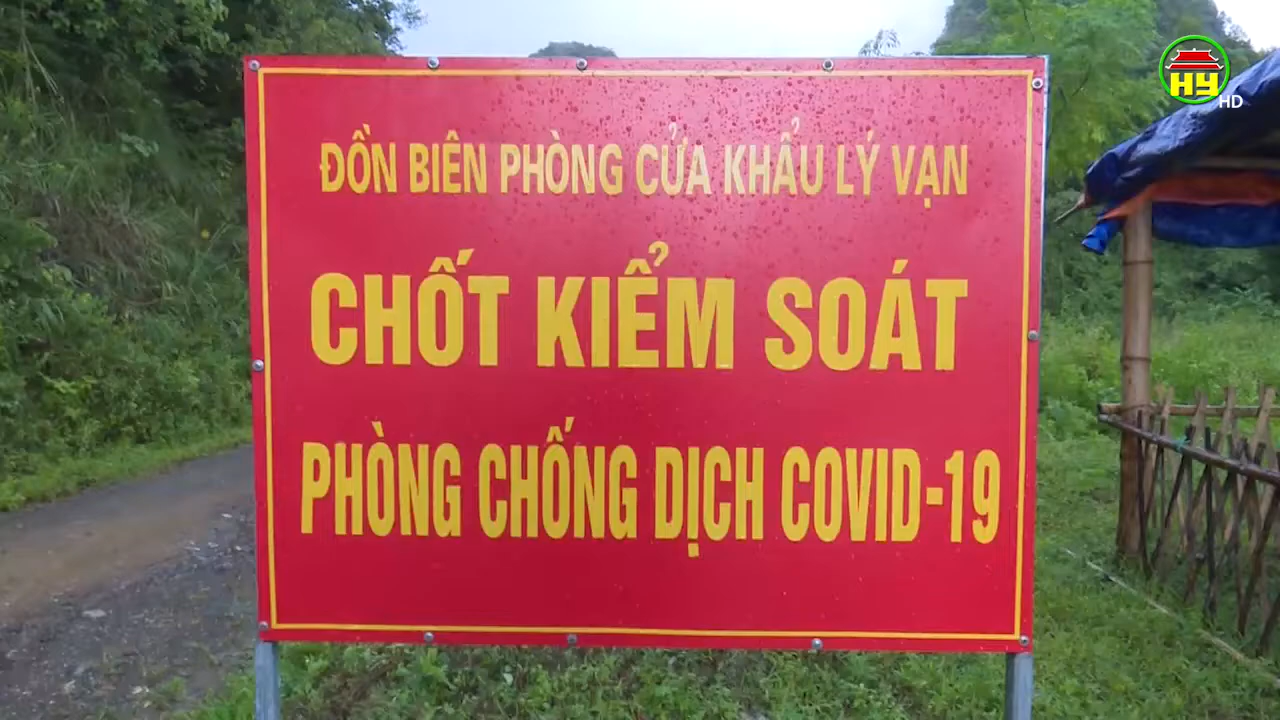 HY
HD
ĐỒN BIÊN PHÒNG CỬA KHẨU LÝ VẠN
CHỐT KIỂM SOÁT
PHÒNG CHỐNG DỊCH COVID-19